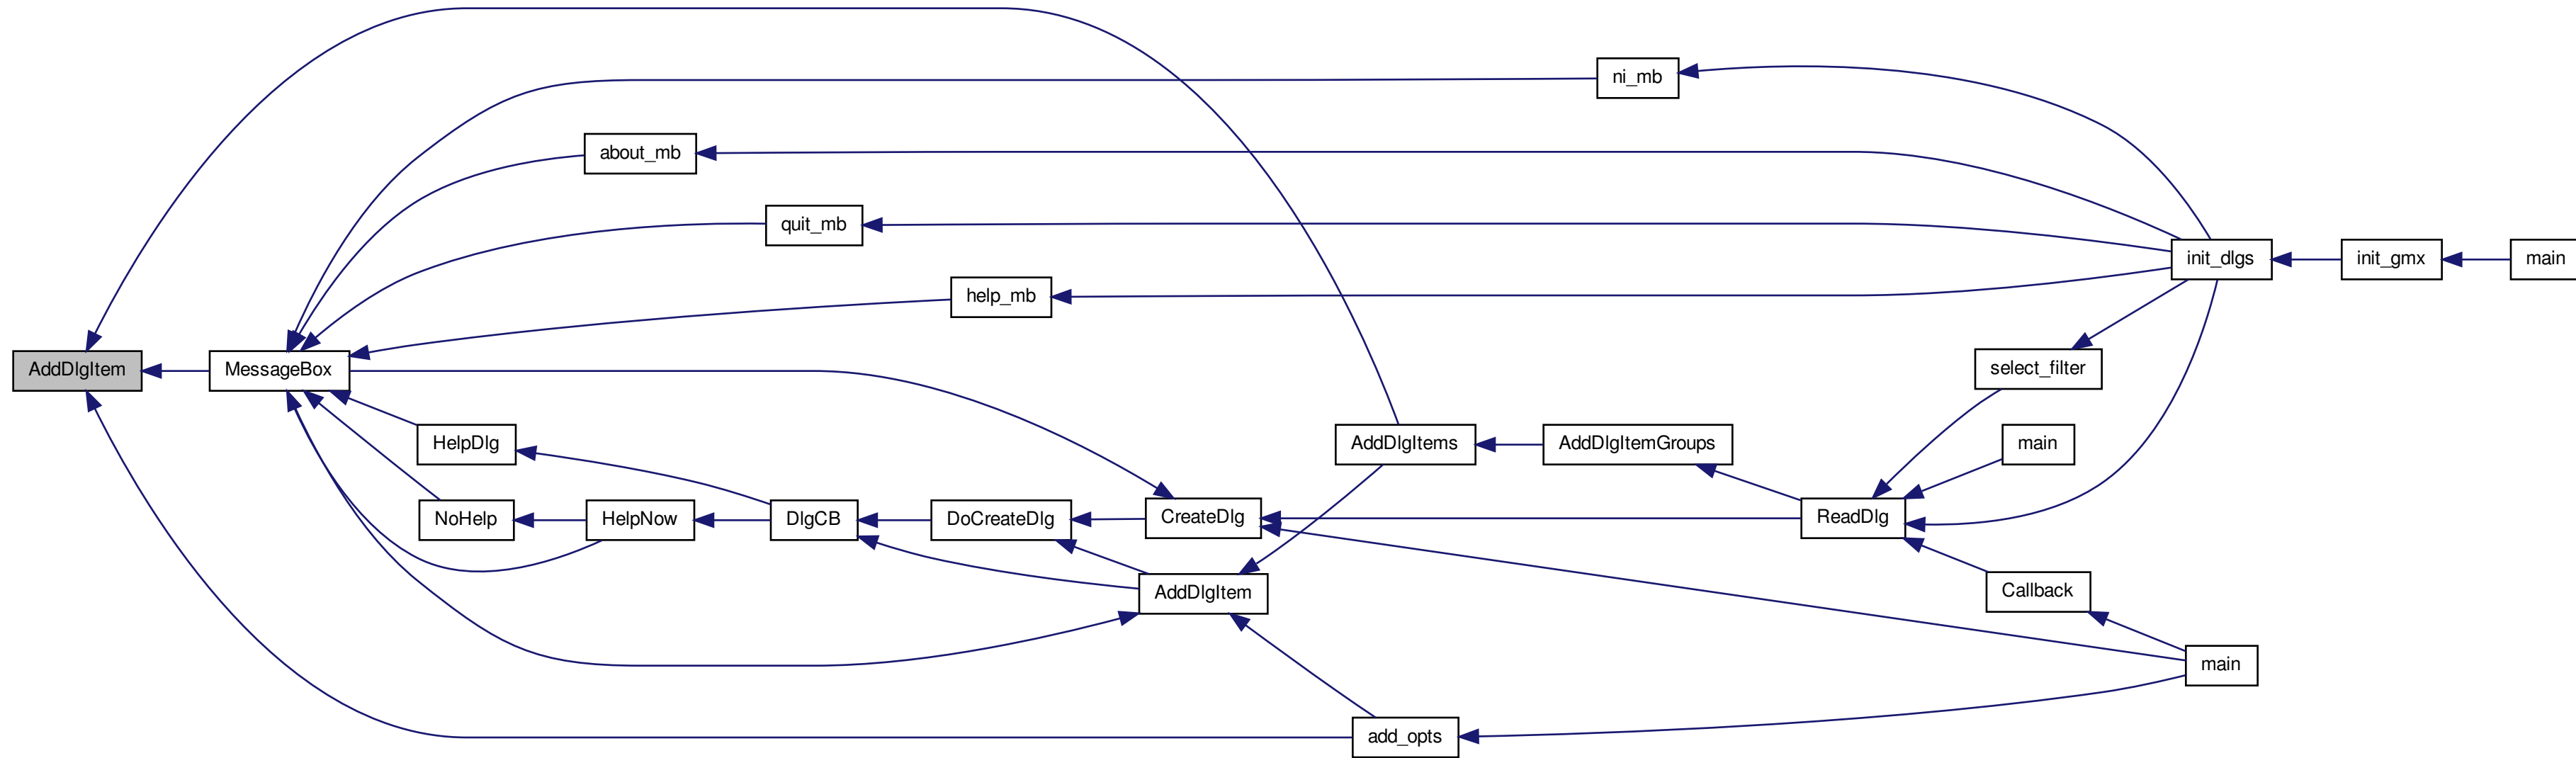 ni_mb
about_mb
quit_mb
init_dlgs
init_gmx
main
help_mb
AddDlgItem
MessageBox
select_filter
HelpDlg
AddDlgItems
AddDlgItemGroups
main
NoHelp
HelpNow
DlgCB
DoCreateDlg
CreateDlg
ReadDlg
AddDlgItem
Callback
main
add_opts